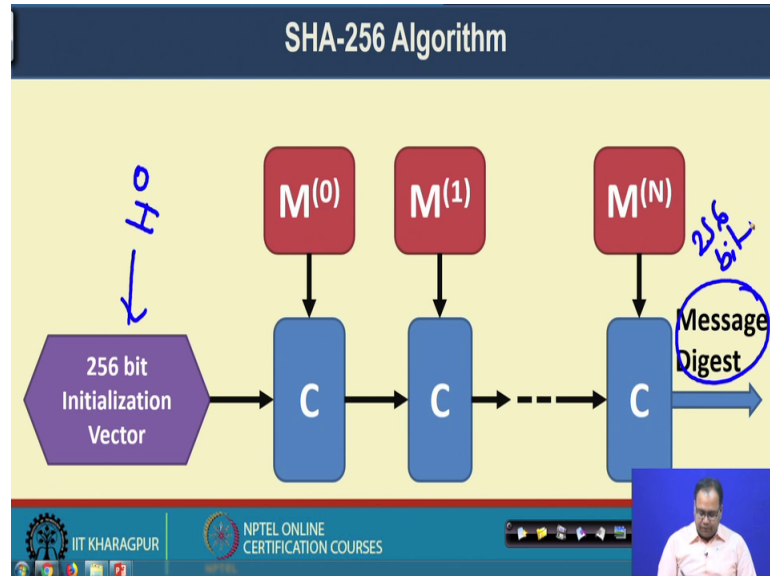 SHA-256 Algorithm
H 0
M(0)
M(1)
M(N)
256
bit
Message
Digest
256 bit
Initialization
Vector
C
C
C
IIT KHARAGPUR
NPTEL ONLINE
CERTIFICATION COURSES